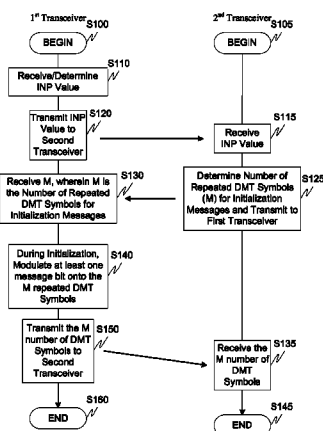 1st Transceiver
S100
BEGIN
S110
Receive/Determine
INP Value
Transmit INP
Value to
Second
Transceiver
S120
S130
Receive M, wherein M is
the Number of Repeated
DMT Symbols for
Initialization Messages
During Initialization,
Modulate at least one
message bit onto the
M repeated DMT
Symbols
S140
Transmit the M
number of DMT
Symbols to
Second
Transceiver
S150
S160
END
2nd Transceiver
S105
BEGIN
S115
Receive
INP Value
Determine Number of
Repeated DMT Symbols
(M) for Initialization
Messages and Transmit to
First Transceiver
S125
Receive the
M number of
DMT
Symbols
S135
S145
END